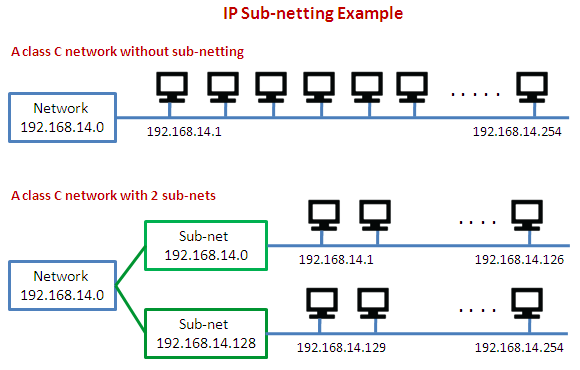 IP Sub-netting Example
A class C network without sub-netting
Network
192.168.14.0
192.168.14.1
192.168.14.254
A class C network with 2 sub-nets
Sub-net
192.168.14.0
192.168.14.1
192.168.14.126
Network
192.168.14.0
Sub-net
192.168.14.128
192.168.14.129
192.168.14.254